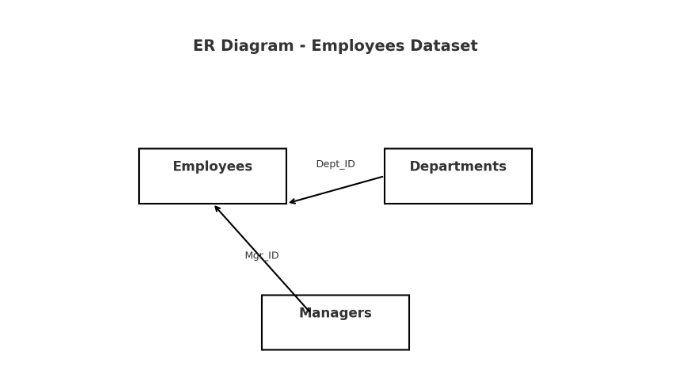 ER Diagram - Employees Dataset
Employees
Dept_ID
Departments
Mgr_ID
Managers